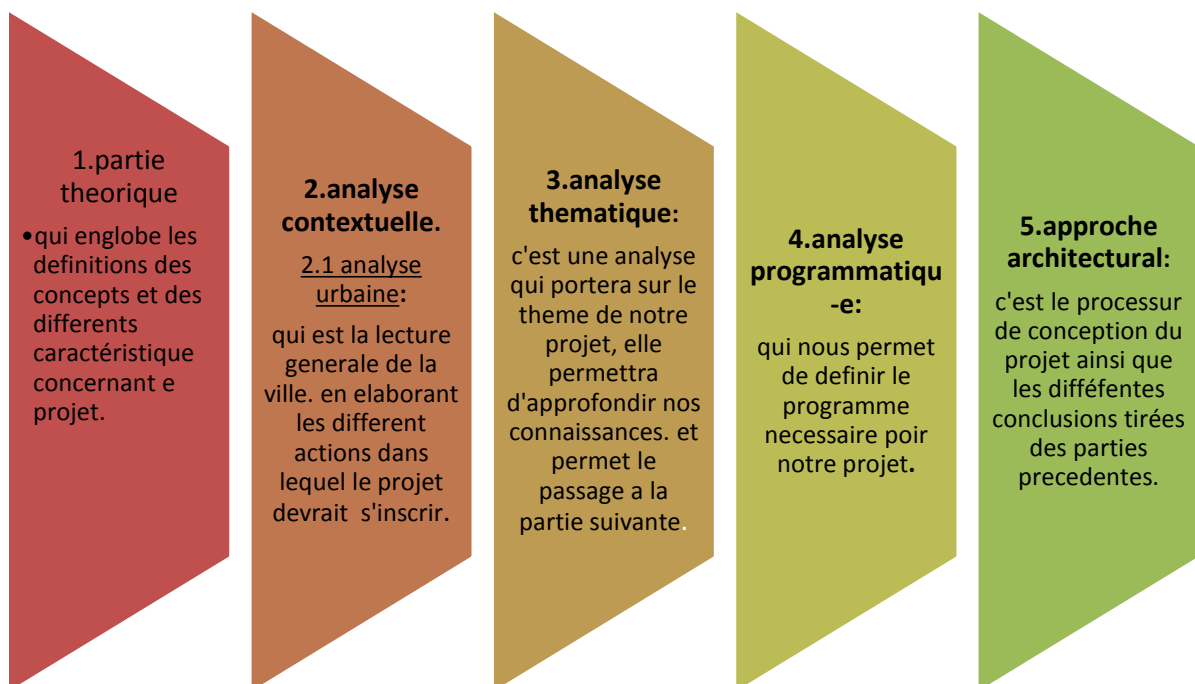 1.partie
theorique
•qui englobe les
definitions des
concepts et des
differents
caractéristique
concernant e
projet.
2.analyse
contextuelle.
2.1 analyse
urbaine:
qui est la lecture
generale de la
ville. en elaborant
les different
actions dans
lequel le projet
devrait s'inscrir.
3.analyse
thematique:
c'est une analyse
qui portera sur le
theme de notre
projet, elle
permettra
d'approfondir nos
connaissances. et
permet le
passage a la
partie suivante.
4.analyse
programmatiqu
-e:
qui nous permet
de definir le
programme
necessaire poir
notre projet.
5.approche
architectural:
c'est le processur
de conception du
projet ainsi que
les difféfentes
conclusions tirées
des parties
precedentes.